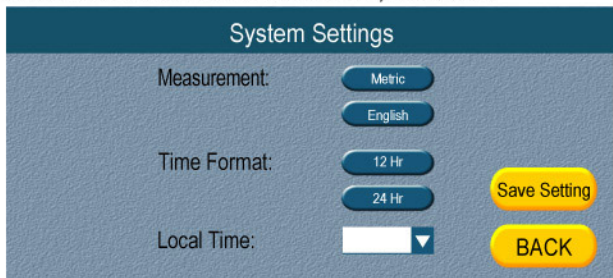 System Settings
Measurement: Metric
English
Time Format: 12 Hr
24 Hr
Save Setting
Local Time:
BACK